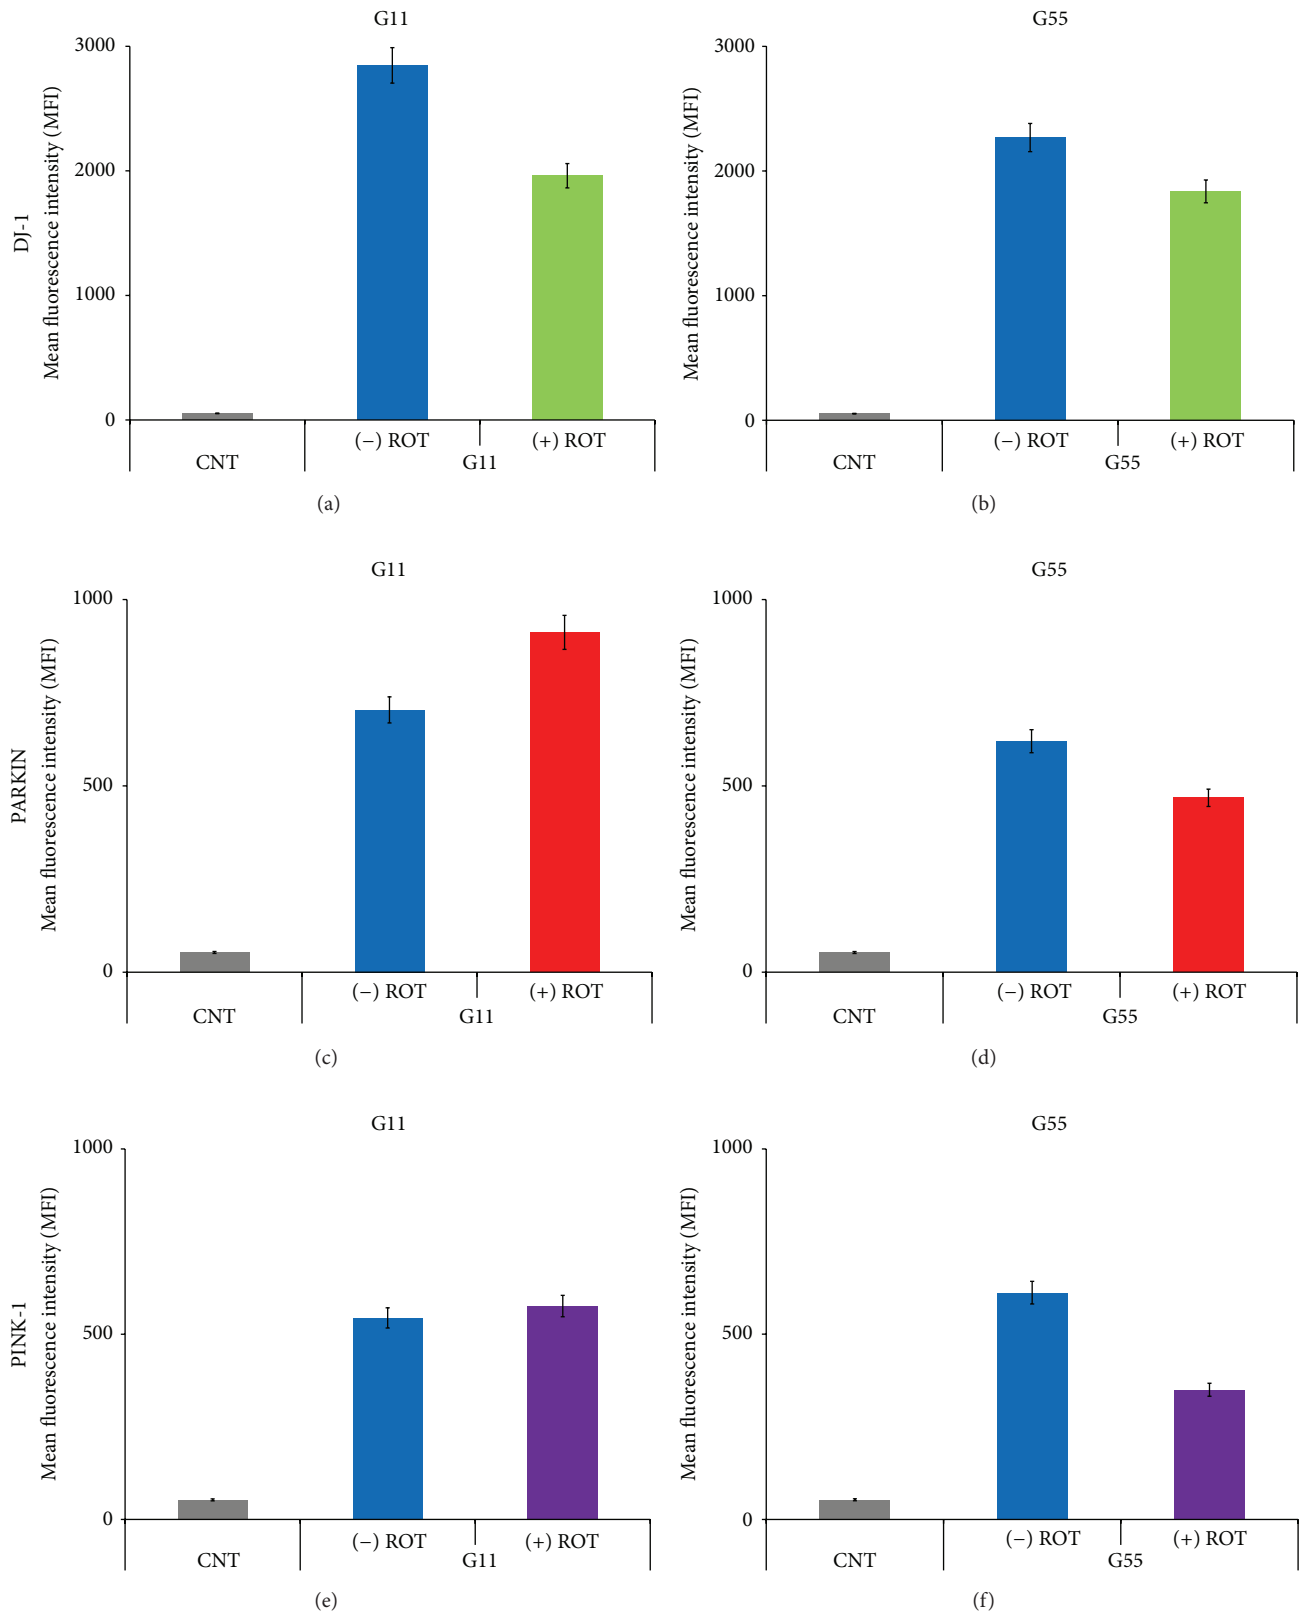 G11
DJ-1
Mean fluorescence intensity (MFI)
3000
2000
1000
0
(−) ROT
(+) ROT
CNT
G11
(a)
G55
Mean fluorescence intensity (MFI)
3000
2000
1000
0
(−) ROT
(+) ROT
CNT
G55
(b)
G11
PARKIN
Mean fluorescence intensity (MFI)
1000
500
0
(−) ROT
(+) ROT
CNT
G11
(c)
G55
Mean fluorescence intensity (MFI)
1000
500
0
(−) ROT
(+) ROT
CNT
G55
(d)
G11
PINK-1
Mean fluorescence intensity (MFI)
1000
500
0
(−) ROT
(+) ROT
CNT
G11
(e)
G55
Mean fluorescence intensity (MFI)
1000
500
0
(−) ROT
(+) ROT
CNT
G55
(f)